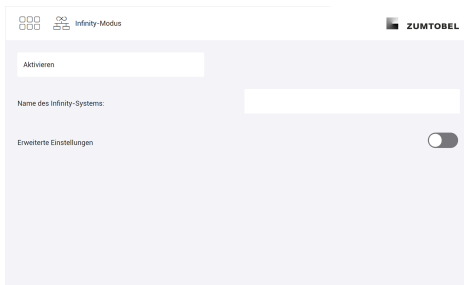 Infinity-Modus
ZUMTOBEL
Aktivieren
Name des Infinity-Systems:
Erweiterte Einstellungen